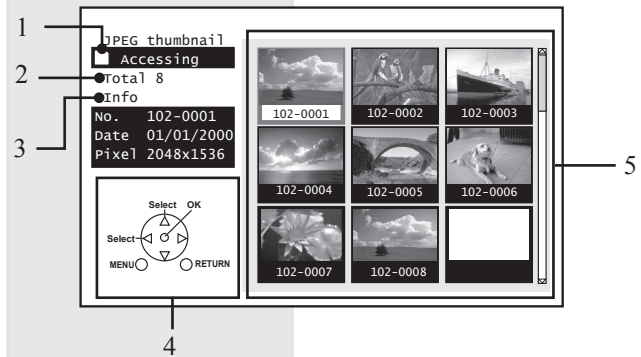 1
JPEG thumbnail
Accessing
2
Total 8
3
Info
No. 102-0001
Date 01/01/2000
Pixel 2048x1536
Select OK
Select
MENU RETURN
4
102-0001 102-0002 102-0003
102-0004 102-0005 102-0006
102-0007 102-0008
5